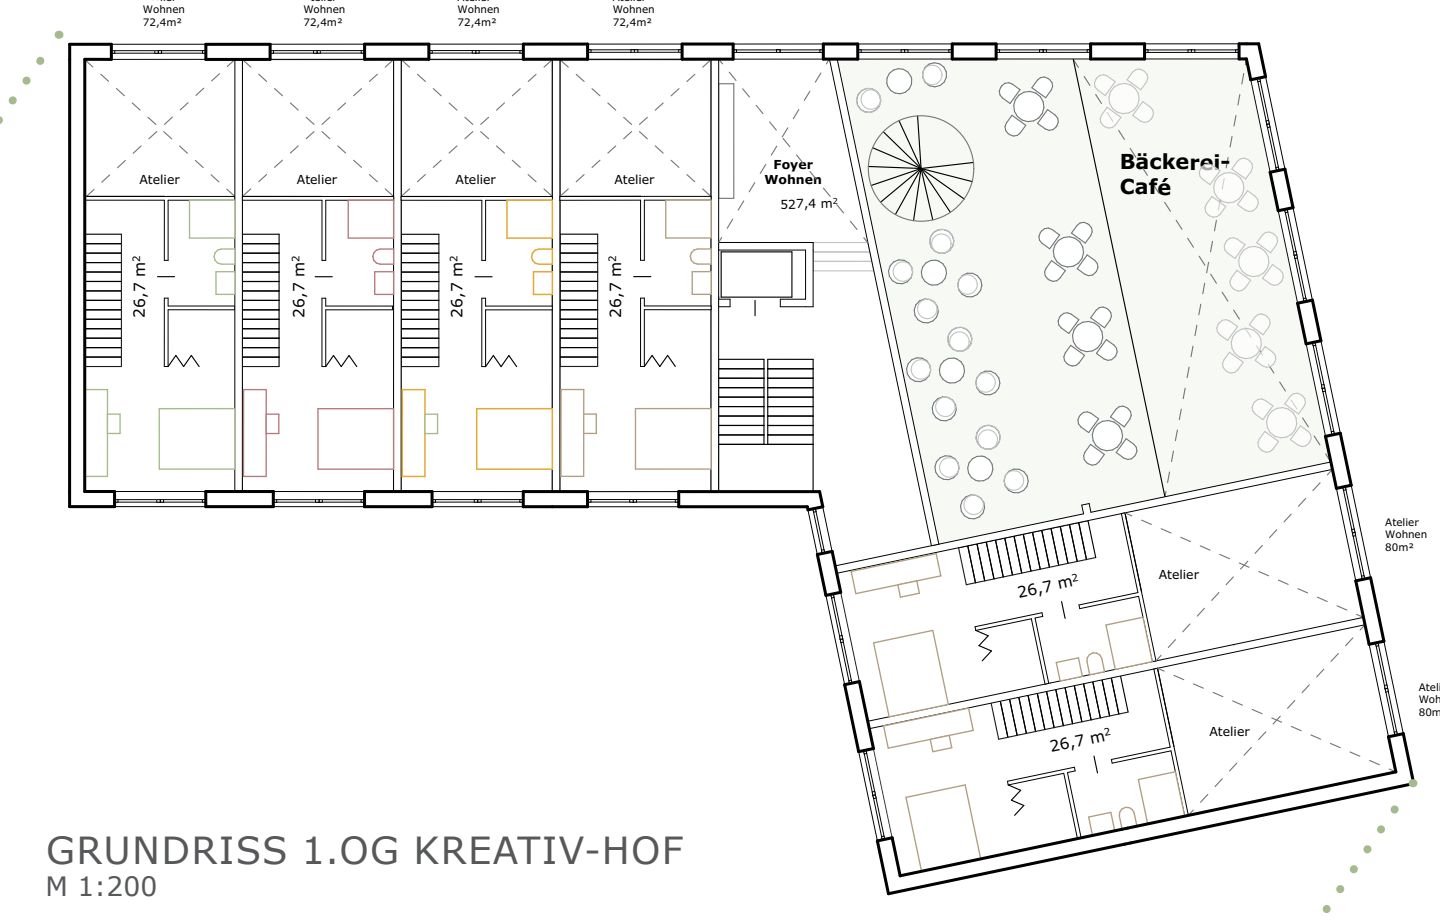 Wohnen
72,4m²
Wohnen
72,4m²
Wohnen
72,4m²
Wohnen
72,4m²
Atelier
Atelier
Atelier
Atelier
Foyer
Wohnen
527,4 m²
Bäckerei-
Café
26,7 m²
26,7 m²
26,7 m²
26,7 m²
Atelier
Wohnen
80m²
Atelier
26,7 m²
Atelier
26,7 m²
GRUNDRISS 1.OG KREATIV-HOF
M 1:200